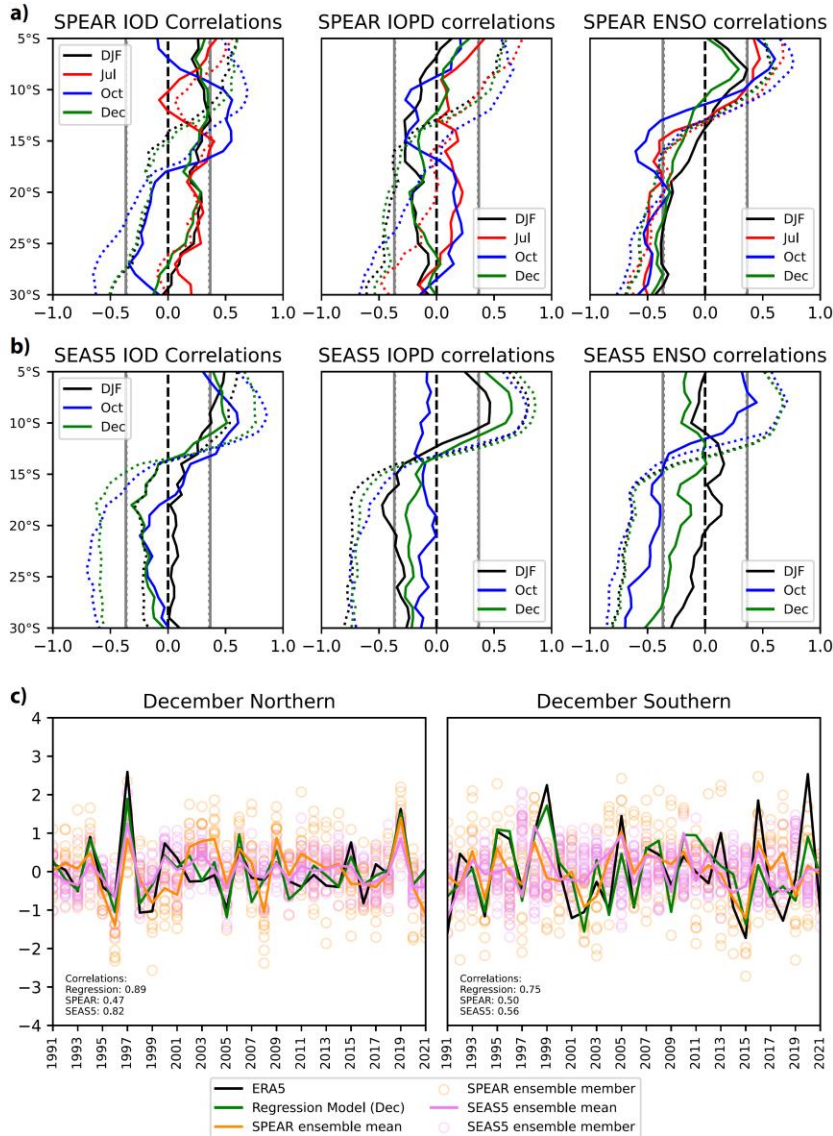 a)
SPEAR IOD Correlations
SPEAR IOPD correlations
SPEAR ENSO correlations
5°S
10°S
15°S
20°S
25°S
30°S
DJF
Jul
Oct
Dec
DJF
Jul
Oct
Dec
DJF
Jul
Oct
Dec
−1.0 −0.5 0.0 0.5 1.0
−1.0 −0.5 0.0 0.5 1.0
−1.0 −0.5 0.0 0.5 1.0
b)
SEAS5 IOD Correlations
SEAS5 IOPD correlations
SEAS5 ENSO correlations
5°S
10°S
15°S
20°S
25°S
30°S
DJF
Oct
Dec
DJF
Oct
Dec
DJF
Oct
Dec
−1.0 −0.5 0.0 0.5 1.0
−1.0 −0.5 0.0 0.5 1.0
−1.0 −0.5 0.0 0.5 1.0
c)
December Northern
December Southern
4
3
2
1
0
−1
−2
−3
−4
Correlations:
Regression: 0.89
SPEAR: 0.47
SEAS5: 0.82
Correlations:
Regression: 0.75
SPEAR: 0.50
SEAS5: 0.56
1991 1993 1995 1997 1999 2001 2003 2005 2007 2009 2011 2013 2015 2017 2019 2021
1991 1993 1995 1997 1999 2001 2003 2005 2007 2009 2011 2013 2015 2017 2019 2021
ERA5
Regression Model (Dec)
SPEAR ensemble mean
SPEAR ensemble member
SEAS5 ensemble mean
SEAS5 ensemble member